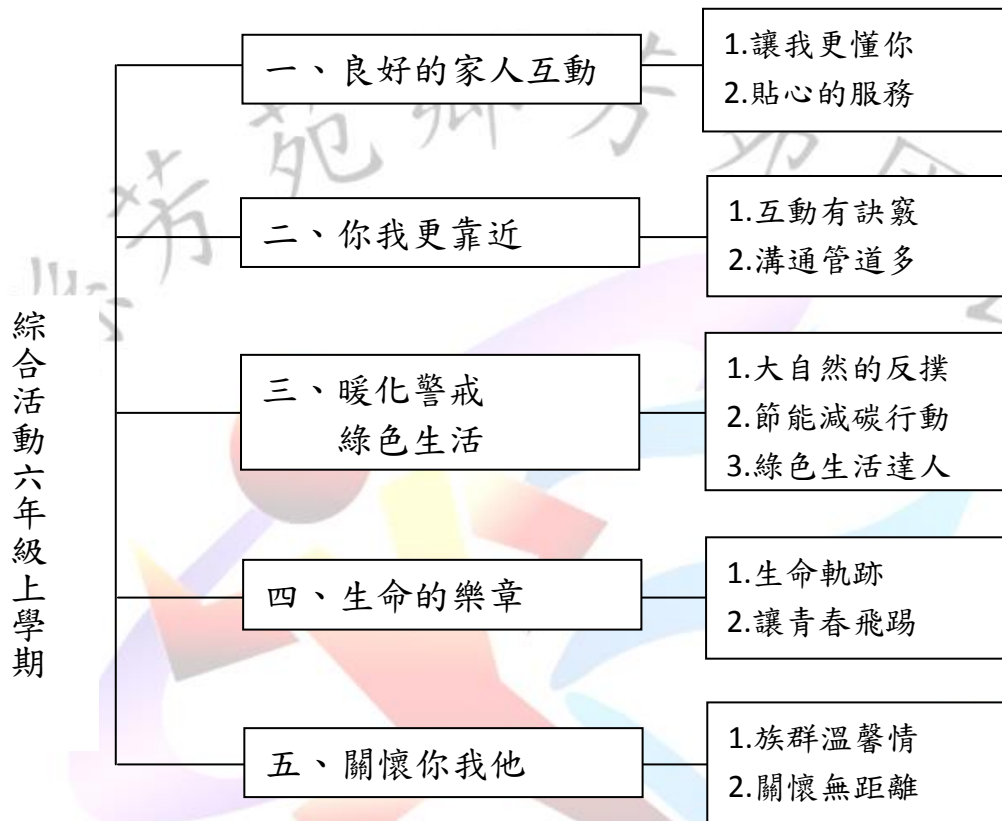 綜合活動六年級上學期
一、良好的家人互動
1.讓我更懂你
2.貼心的服務
二、你我更靠近
1.互動有訣竅
2.溝通管道多
三、暖化警戒
綠色生活
1.大自然的反撲
2.節能減碳行動
3.綠色生活達人
四、生命的樂章
1.生命軌跡
2.讓青春飛踢
五、關懷你我他
1.族群溫馨情
2.關懷無距離
芳苑鄉芳